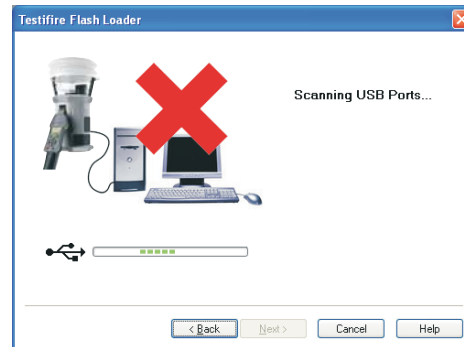 Testifire Flash Loader
Scanning USB Ports...
< Back
Next >
Cancel
Help